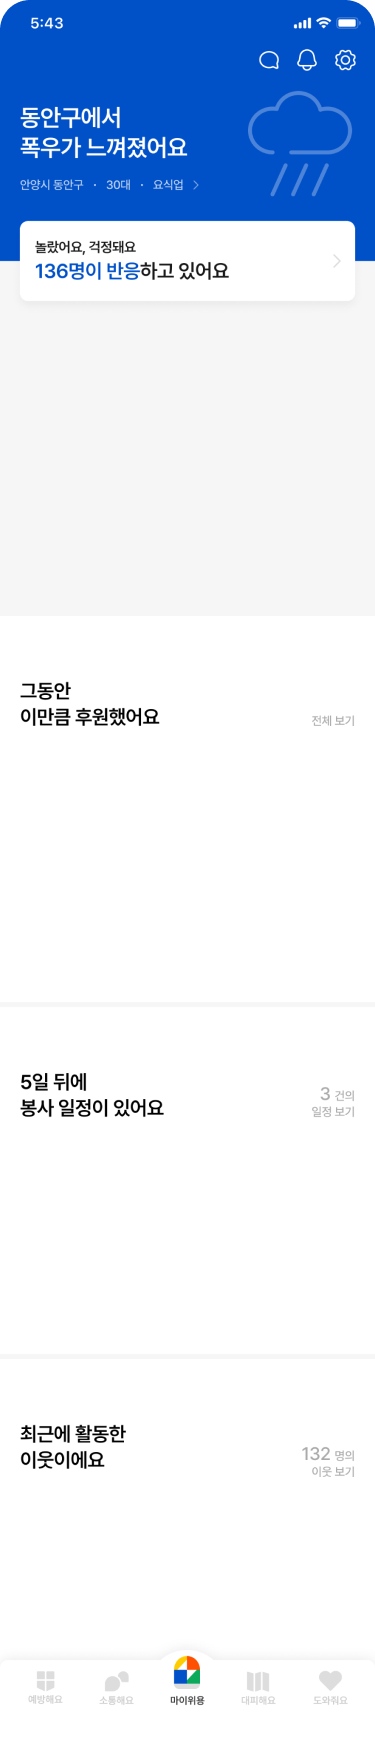 5:43
동안구에서
폭우가 느껴졌어요
안양시 동안구 · 30대 · 요식업
놀랐어요, 걱정돼요
136명이 반응하고 있어요
그동안
이만큼 후원했어요
전체 보기
5일 뒤에
봉사 일정이 있어요
3 건의
일정 보기
최근에 활동한
이웃이에요
132 명의
이웃 보기
예방해요 소통해요 마이위용 대피해요 도와줘요